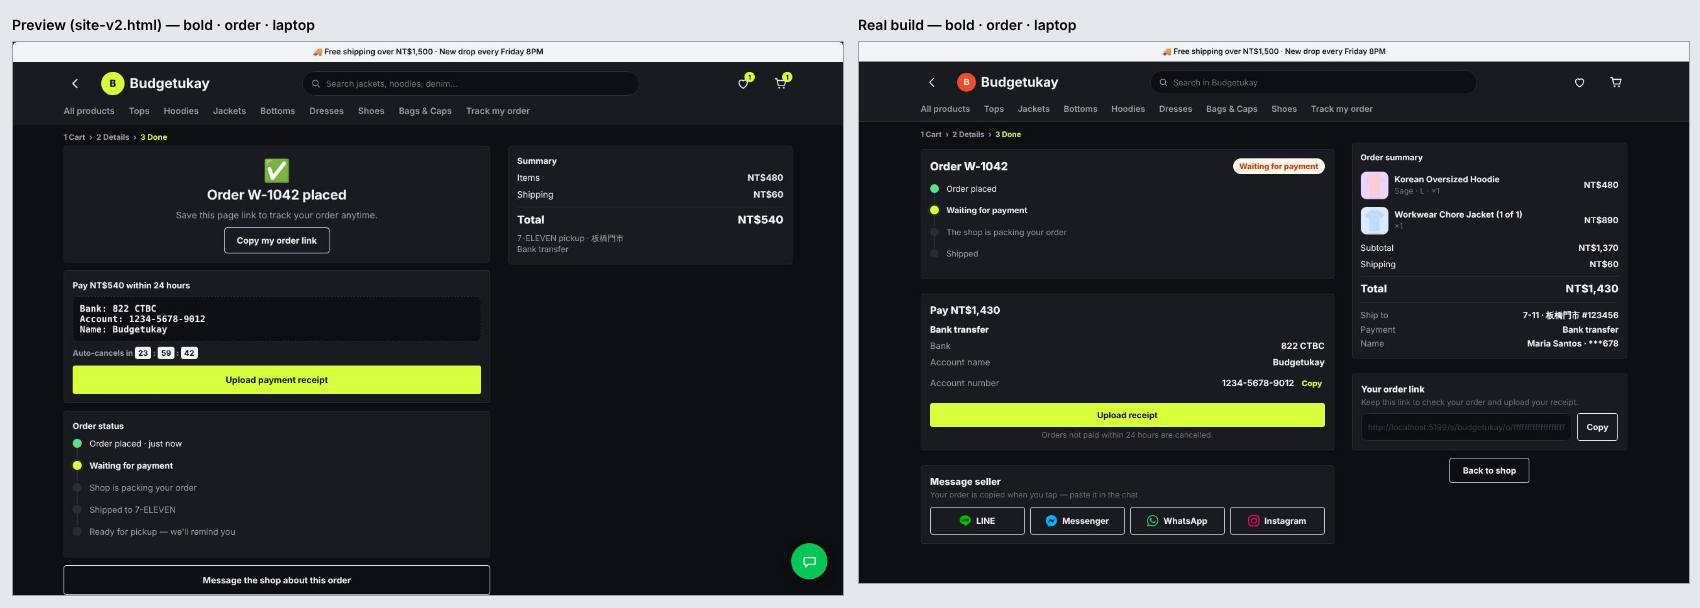 Preview (site-v2.html) — bold · order · laptop
🚚 Free shipping over NT$1,500 · New drop every Friday 8PM
B Budgetukay
Search jackets, hoodies, denim...
1
1
All products Tops Hoodies Jackets Bottoms Dresses Shoes Bags & Caps Track my order
1 Cart › 2 Details › 3 Done
Order W-1042 placed
Save this page link to track your order anytime.
Copy my order link
Pay NT$540 within 24 hours
Bank: 822 CTBC
Account: 1234-5678-9012
Name: Budgetukay
Auto-cancels in 23 : 59 : 42
Upload payment receipt
Order status
Order placed · just now
Waiting for payment
Shop is packing your order
Shipped to 7-ELEVEN
Ready for pickup — we'll remind you
Message the shop about this order
Summary
Items NT$480
Shipping NT$60
Total NT$540
7-ELEVEN pickup · 板橋門市
Bank transfer
Real build — bold · order · laptop
🚚 Free shipping over NT$1,500 · New drop every Friday 8PM
B Budgetukay
Search in Budgetukay
All products Tops Jackets Bottoms Hoodies Dresses Bags & Caps Shoes Track my order
1 Cart › 2 Details › 3 Done
Order W-1042 Waiting for payment
Order placed
Waiting for payment
The shop is packing your order
Shipped
Pay NT$1,430
Bank transfer
Bank 822 CTBC
Account name Budgetukay
Account number 1234-5678-9012 Copy
Upload receipt
Orders not paid within 24 hours are cancelled.
Message seller
Your order is copied when you tap — paste it in the chat.
LINE Messenger WhatsApp Instagram
Order summary
Korean Oversized Hoodie
Sage · L · ×1
NT$480
Workwear Chore Jacket (1 of 1)
×1
NT$890
Subtotal NT$1,370
Shipping NT$60
Total NT$1,430
Ship to 7-11 · 板橋門市 #123456
Payment Bank transfer
Name Maria Santos · ***678
Your order link
Keep this link to check your order and upload your receipt.
Copy
Back to shop